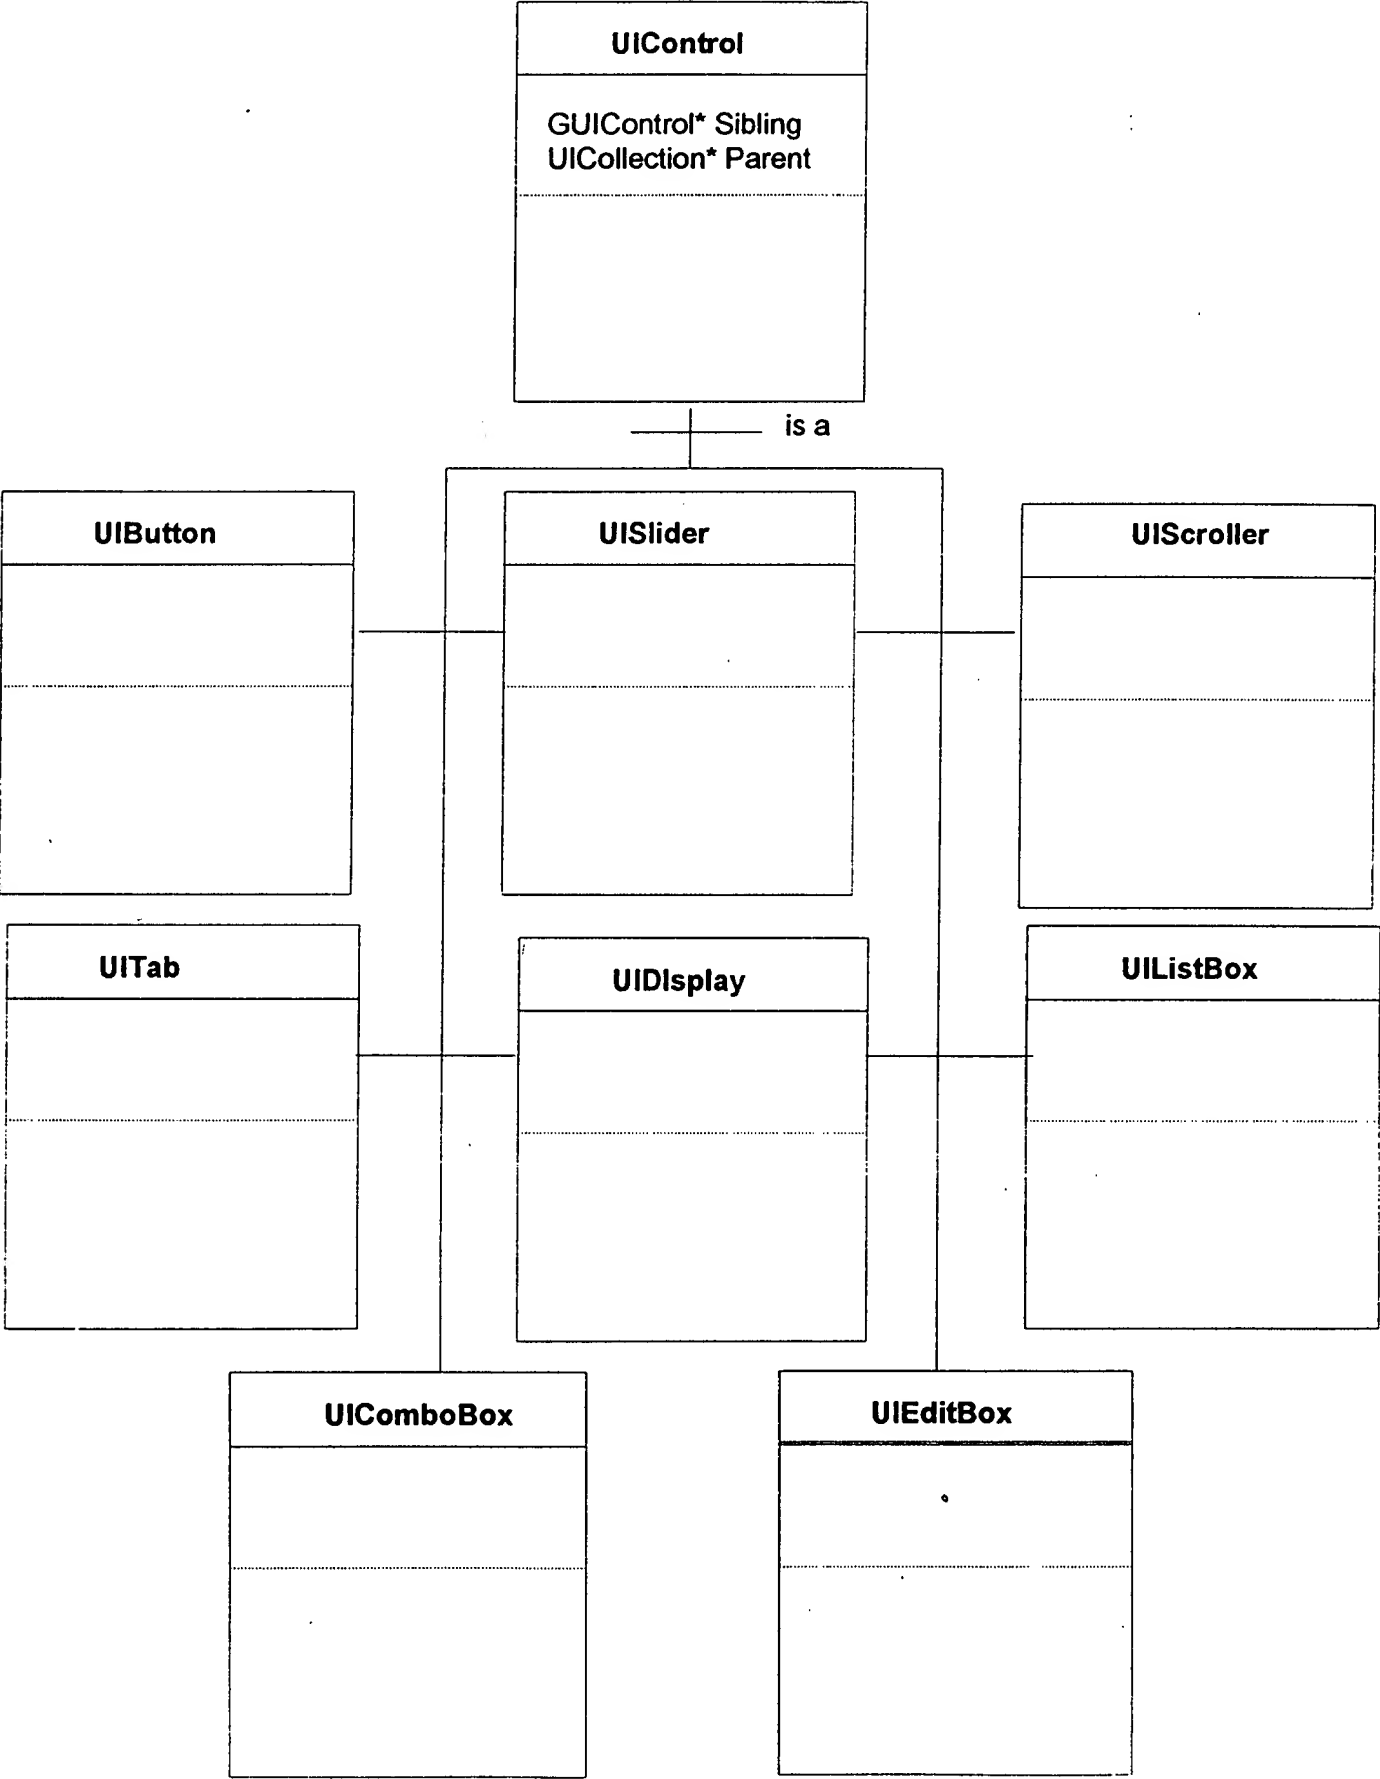 UIControl
GUIControl* Sibling
UICollection* Parent
is a
UIButton
UISlider
UIScroller
UITab
UIDIsplay
UIListBox
UIComboBox
UIEditBox